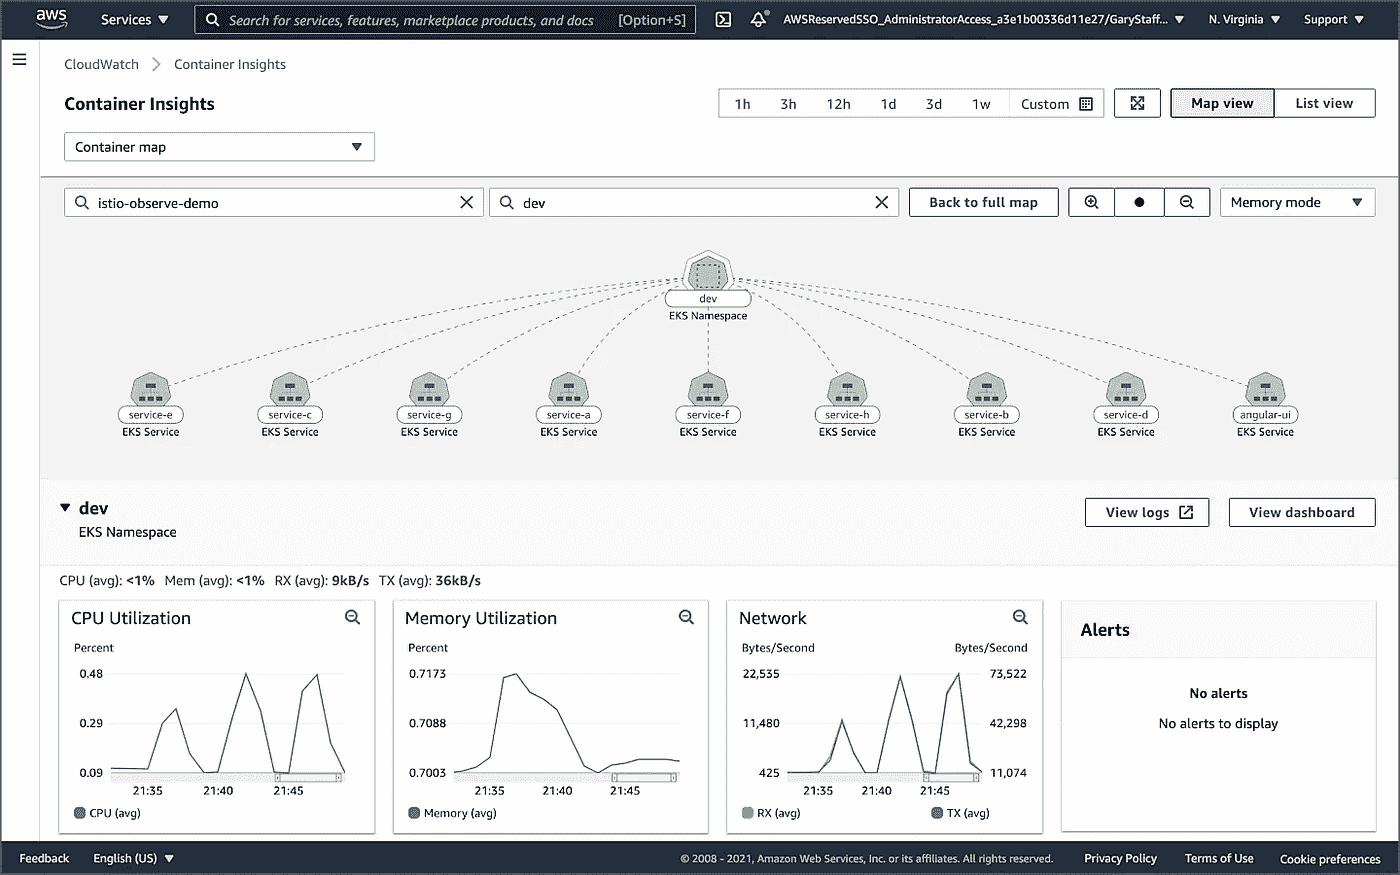 aws Services Search for services, features, marketplace products, and docs [Option+S] AWSReservedSSO_AdministratorAccess_a3e1b00336d11e27/GaryStaff... N. Virginia Support
CloudWatch Container Insights
Container Insights 1h 3h 12h 1d 3d 1w Custom Map view List view
Container map
istio-observe-demo dev Back to full map Memory mode
dev
EKS Namespace
service-e service-c service-g service-a service-f service-h service-b service-d angular-ui
EKS Service EKS Service EKS Service EKS Service EKS Service EKS Service EKS Service EKS Service EKS Service
dev View logs View dashboard
EKS Namespace
CPU (avg): <1% Mem (avg): <1% RX (avg): 9kB/s TX (avg): 36kB/s
CPU Utilization
Percent
0.48
0.29
0.09
21:35 21:40 21:45
CPU (avg)
Memory Utilization
Percent
0.7173
0.7088
0.7003
21:35 21:40 21:45
Memory (avg)
Network
Bytes/Second Bytes/Second
22,535 73,522
11,480 42,298
425 11,074
21:35 21:40 21:45
RX (avg) TX (avg)
Alerts
No alerts
No alerts to display
Feedback English (US) © 2008 - 2021, Amazon Web Services, Inc. or its affiliates. All rights reserved. Privacy Policy Terms of Use Cookie preferences